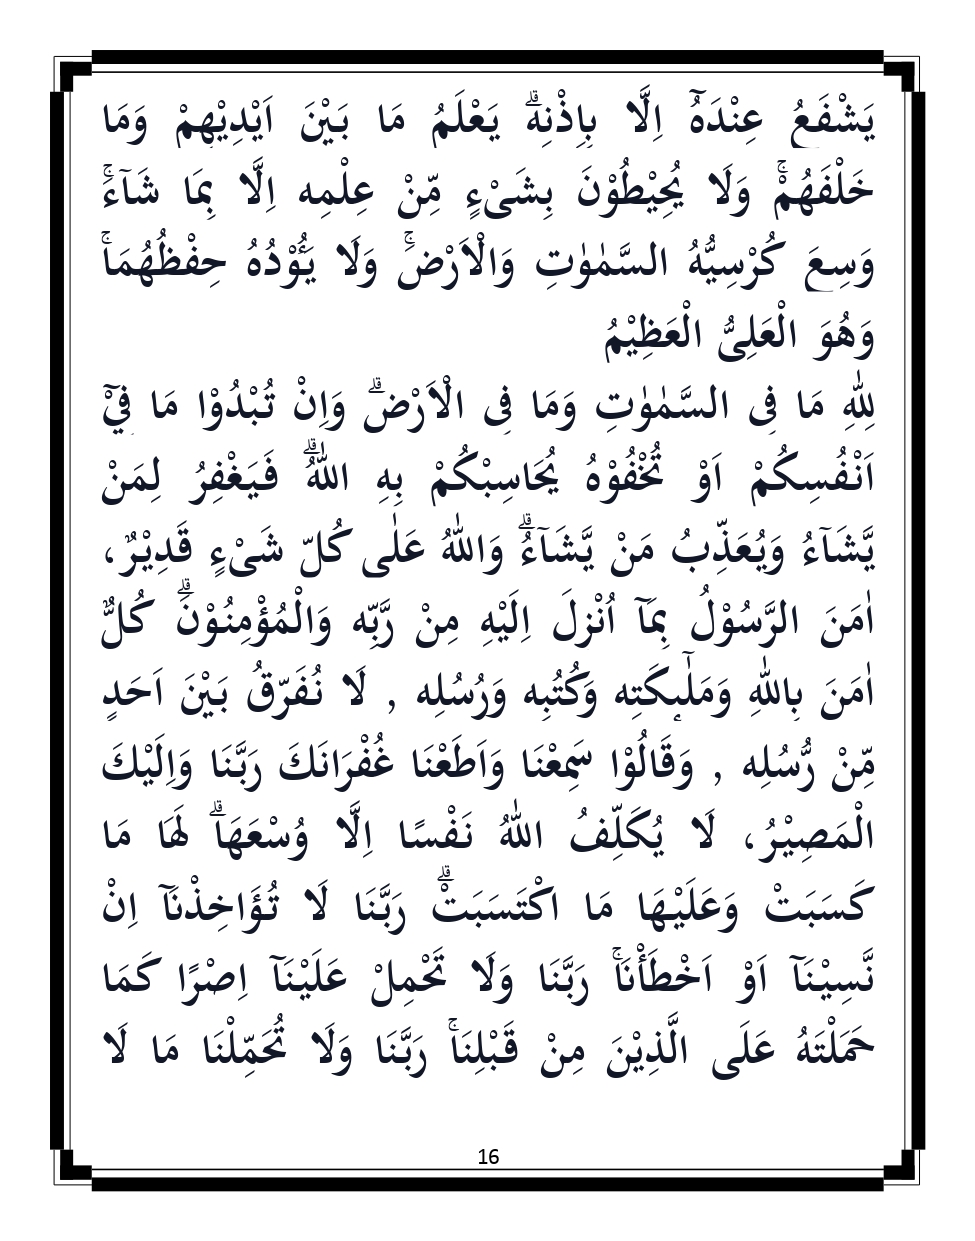 يَشْفَعُ عِنْدَهٗۤ اِلَّا بِاِذْنِهٖؕ يَعْلَمُ مَا بَيْنَ اَيْدِيْهِمْ وَمَا
خَلْفَهُمْۚ وَلَا يُحِيْطُوْنَ بِشَىْءٍ مِّنْ عِلْمِه اِلَّا بِمَا شَآءَۚ
وَسِعَ كُرْسِيُّهُ السَّمٰوٰتِ وَالْاَرْضَۚ وَلَا يَـُٔوْدُهُ حِفْظُهُمَاۚ
وَهُوَ الْعَلِىُّ الْعَظِيْمُ
لِلّٰهِ مَا فِى السَّمٰوٰتِ وَمَا فِى الْاَرْضِؕ وَاِنْ تُبْدُوْا مَا فِىْۤ
اَنْفُسِكُمْ اَوْ تُخْفُوْهُ يُحَاسِبْكُمْ بِهِ اللّٰهُؕ فَيَغْفِرُ لِمَنْ
يَّشَآءُ وَيُعَذِّبُ مَنْ يَّشَآءُؕ وَاللّٰهُ عَلٰى كُلِّ شَىْءٍ قَدِيْرٌ،
اٰمَنَ الرَّسُوْلُ بِمَآ اُنْزِلَ اِلَيْهِ مِنْ رَّبِّه وَالْمُؤْمِنُوْنَؕ كُلٌّ
اٰمَنَ بِاللّٰهِ وَمَلٰٓٮِٕكَتِه وَكُتُبِه وَرُسُلِه , لَا نُفَرِّقُ بَيْنَ اَحَدٍ
مِّنْ رُّسُلِه , وَقَالُوْا سَمِعْنَا وَاَطَعْنَا غُفْرَانَكَ رَبَّنَا وَاِلَيْكَ
الْمَصِيْرُ، لَا يُكَلِّفُ اللّٰهُ نَفْسًا اِلَّا وُسْعَهَاؕ لَهَا مَا
كَسَبَتْ وَعَلَيْهَا مَا اكْتَسَبَتْؕ رَبَّنَا لَا تُؤَاخِذْنَآ اِنْ
نَّسِيْنَآ اَوْ اَخْطَأْنَاۚ رَبَّنَا وَلَا تَحْمِلْ عَلَيْنَآ اِصْرًا كَمَا
حَمَلْتَهُ عَلَى الَّذِيْنَ مِنْ قَبْلِنَاۚ رَبَّنَا وَلَا تُحَمِّلْنَا مَا لَا
16